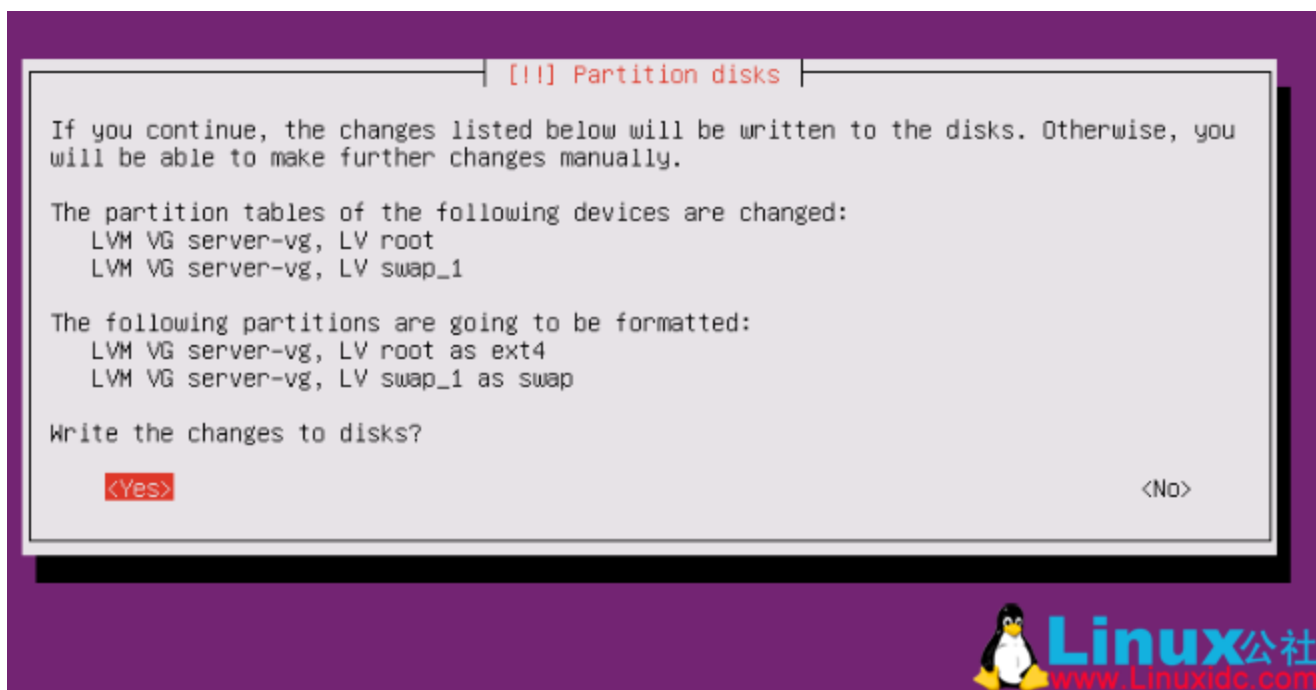 [!!] Partition disks
If you continue, the changes listed below will be written to the disks. Otherwise, you
will be able to make further changes manually.
The partition tables of the following devices are changed:
LVM VG server-vg, LV root
LVM VG server-vg, LV swap_1
The following partitions are going to be formatted:
LVM VG server-vg, LV root as ext4
LVM VG server-vg, LV swap_1 as swap
Write the changes to disks?
<Yes> <No>
Linux公社
www.Linuxidc.com